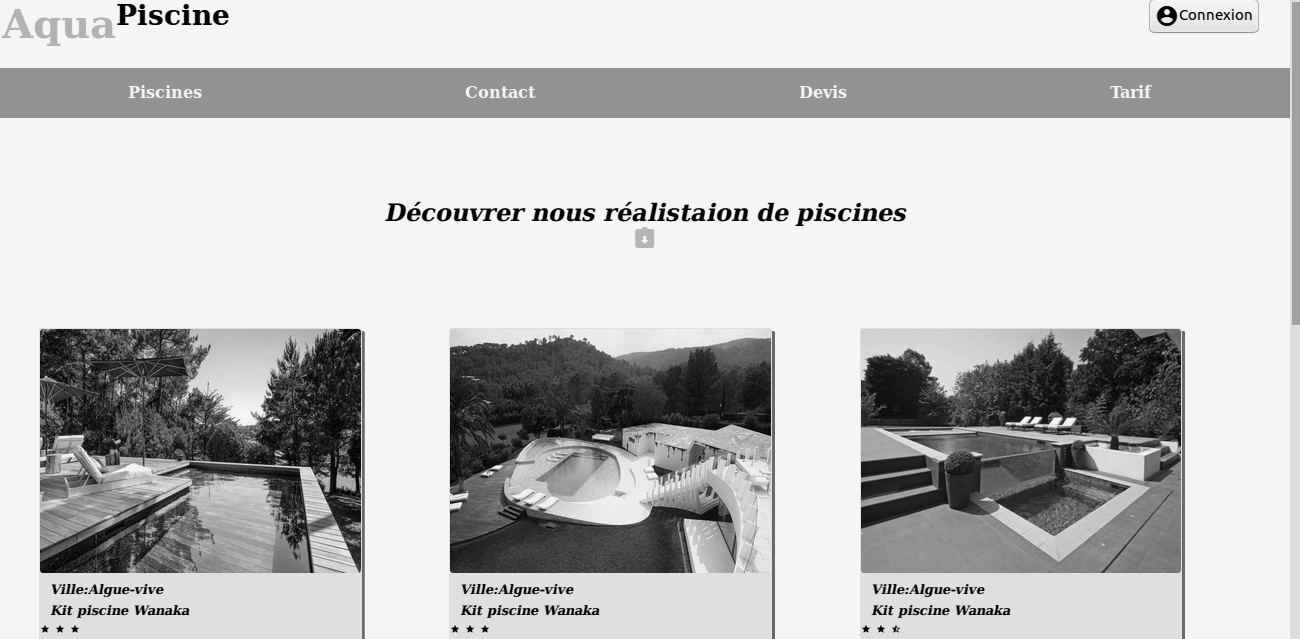 AquaPiscine
Connexion
Piscines Contact Devis Tarif
Découvrer nous réalistaion de piscines
Ville:Algue-vive
Kit piscine Wanaka
Ville:Algue-vive
Kit piscine Wanaka
Ville:Algue-vive
Kit piscine Wanaka